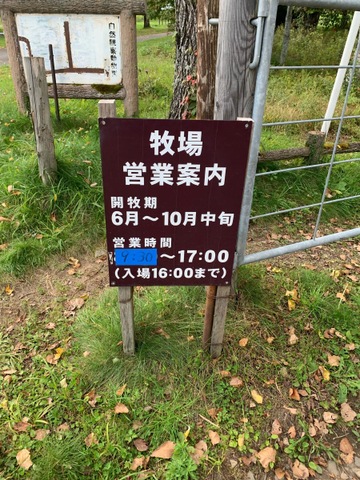 牧場
営業案内
開牧期
6月～10月中旬
営業時間
9:30～17:00
(入場16:00まで)